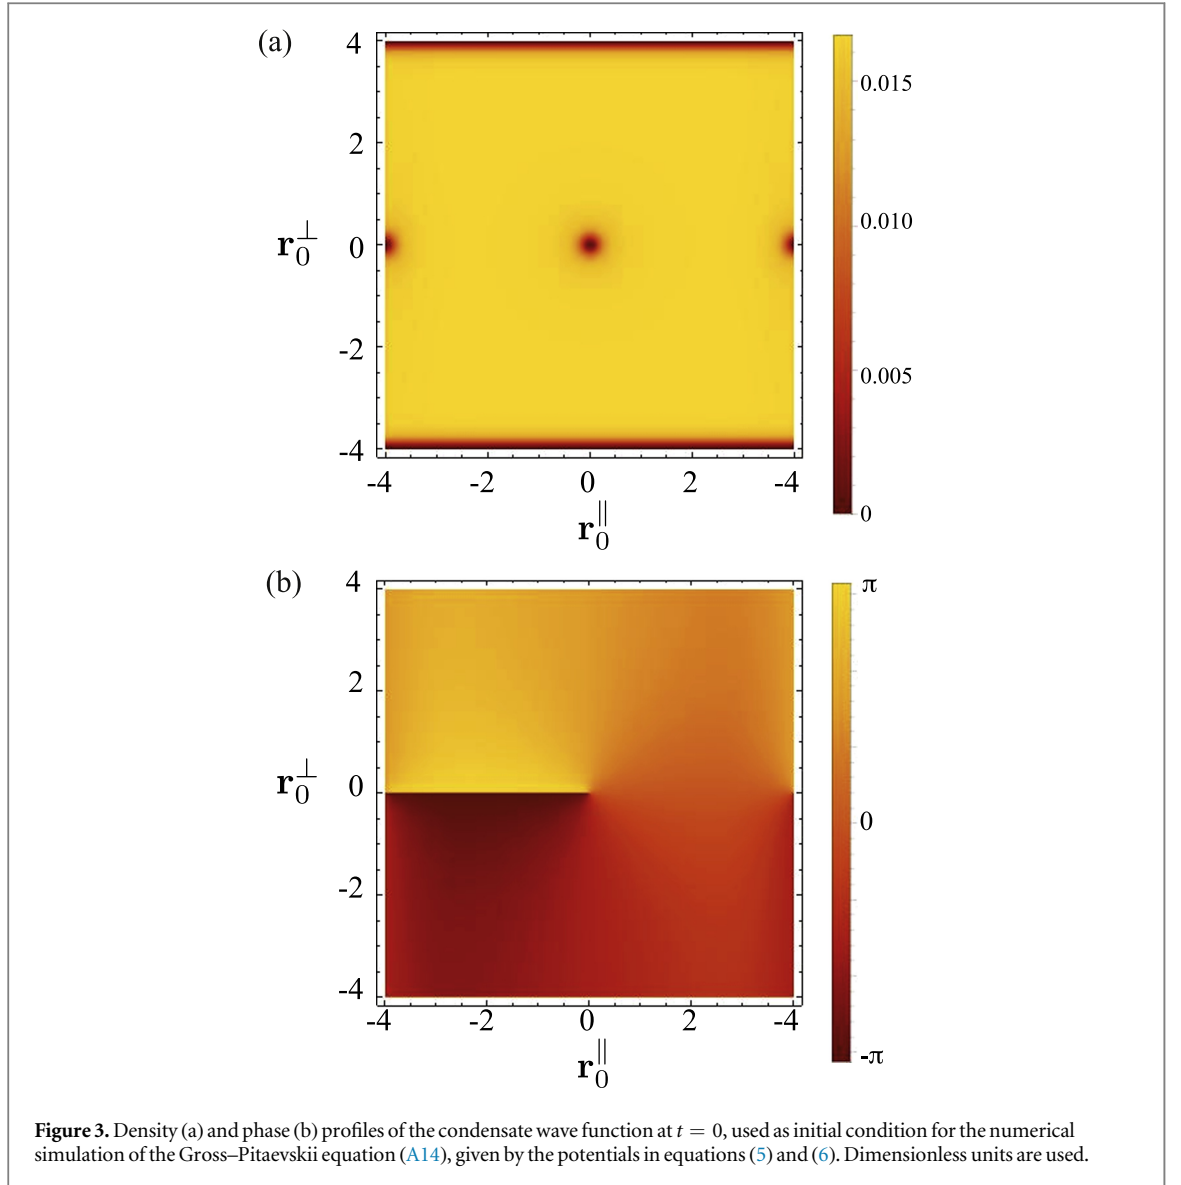 (a)
4
2
0
-2
-4
r₀^⊥
-4 -2 0 2 -4
r₀^∥
0.015
0.010
0.005
0
(b)
4
2
0
-2
-4
r₀^⊥
-4 -2 0 2 -4
r₀^∥
π
0
-π
Figure 3. Density (a) and phase (b) profiles of the condensate wave function at t = 0, used as initial condition for the numerical
simulation of the Gross–Pitaevskii equation (A14), given by the potentials in equations (5) and (6). Dimensionless units are used.